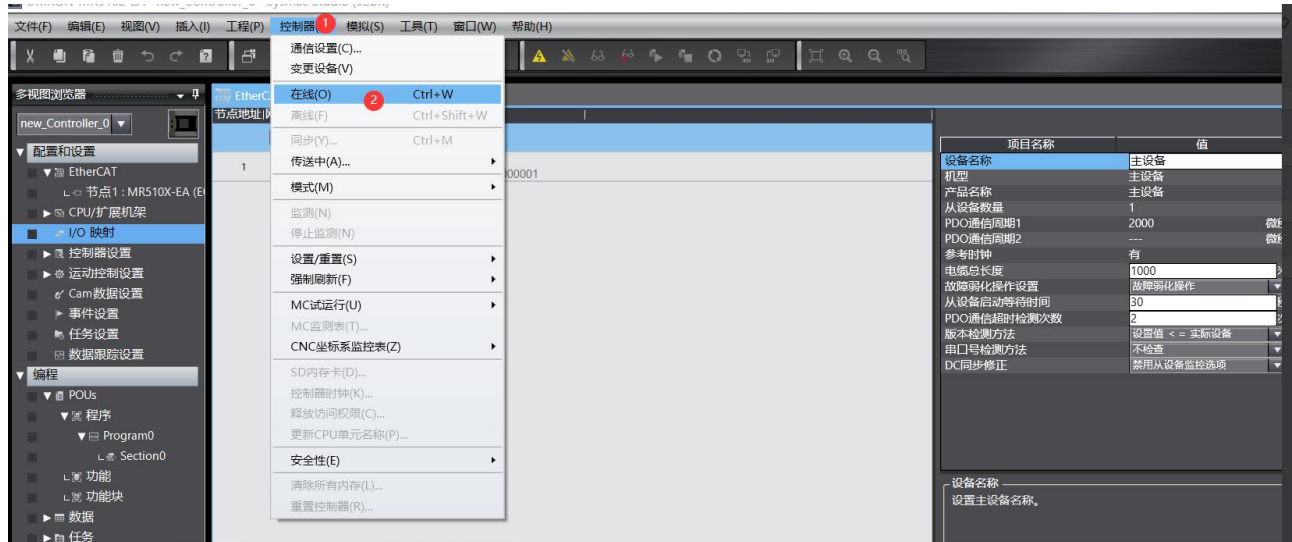 文件(F) 编辑(E) 视图(V) 插入(I) 工程(P) 控制器 1 模拟(S) 工具(T) 窗口(W) 帮助(H)
通信设置(C)...
变更设备(V)
在线(O) 2 Ctrl+W
离线(F) Ctrl+Shift+W
同步(Y)... Ctrl+M
传送中(A)...
模式(M)
监测(N)
停止监测(N)
设置/重置(S)
强制刷新(F)
MC试运行(U)
MC监测表(T)...
CNC坐标系监控表(Z)
SD内存卡(D)...
控制器时钟(K)...
释放访问权限(C)...
更新CPU单元名称(P)...
安全性(E)
清除所有内存(L)...
重置控制器(R)...
多视图浏览器
new_Controller_0
配置和设置
EtherCAT
节点1 : MR510X-EA (E
CPU/扩展机架
I/O 映射
控制器设置
运动控制设置
Cam数据设置
事件设置
任务设置
数据跟踪设置
编程
POUs
程序
Program0
Section0
功能
功能块
数据
任务
EtherC
节点地址|
1
00001
项目名称 值
设备名称 主设备
机型 主设备
产品名称 主设备
从设备数量 1
PDO通信周期1 2000 微
PDO通信周期2 --- 微
参考时钟 有
电缆总长度 1000
故障弱化操作设置 故障弱化操作
从设备启动等待时间 30
PDO通信超时检测次数 2
版本检测方法 设置值 <= 实际设备
串口号检测方法 不检查
DC同步修正 禁用从设备监控选项
设备名称
设置主设备名称。